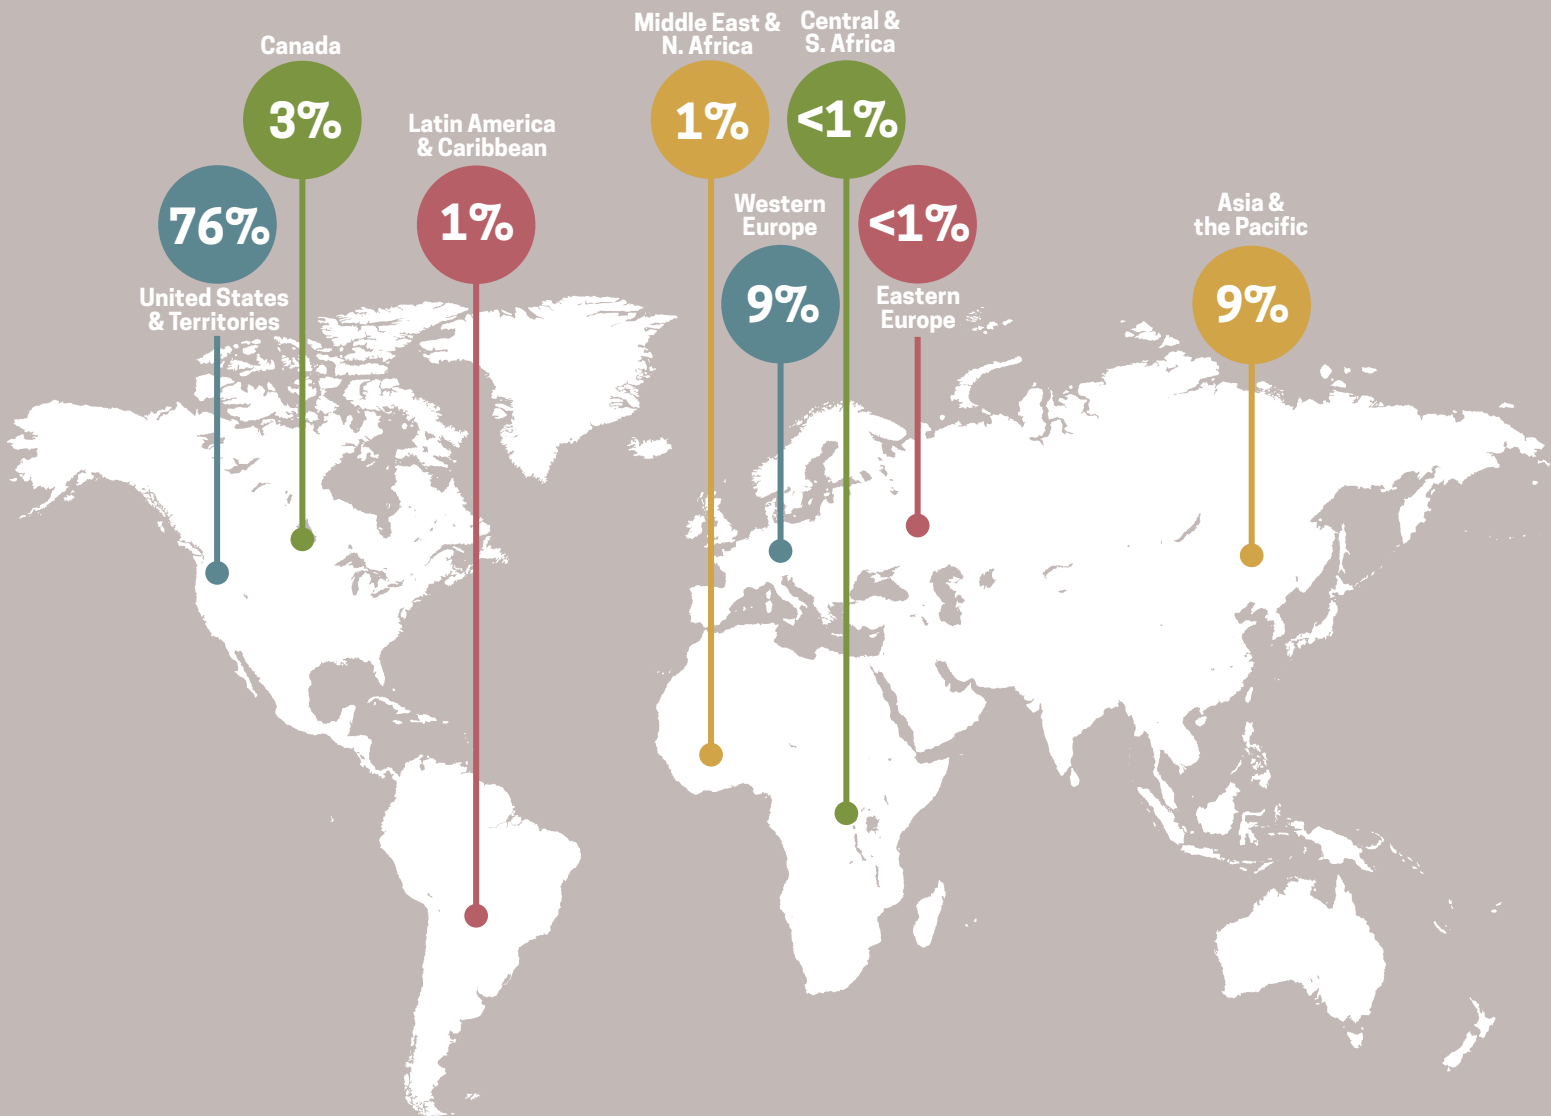 Canada
3%
76%
United States
& Territories
Latin America
& Caribbean
1%
Middle East &
N. Africa
1%
Central &
S. Africa
<1%
Western
Europe
9%
<1%
Eastern
Europe
Asia &
the Pacific
9%